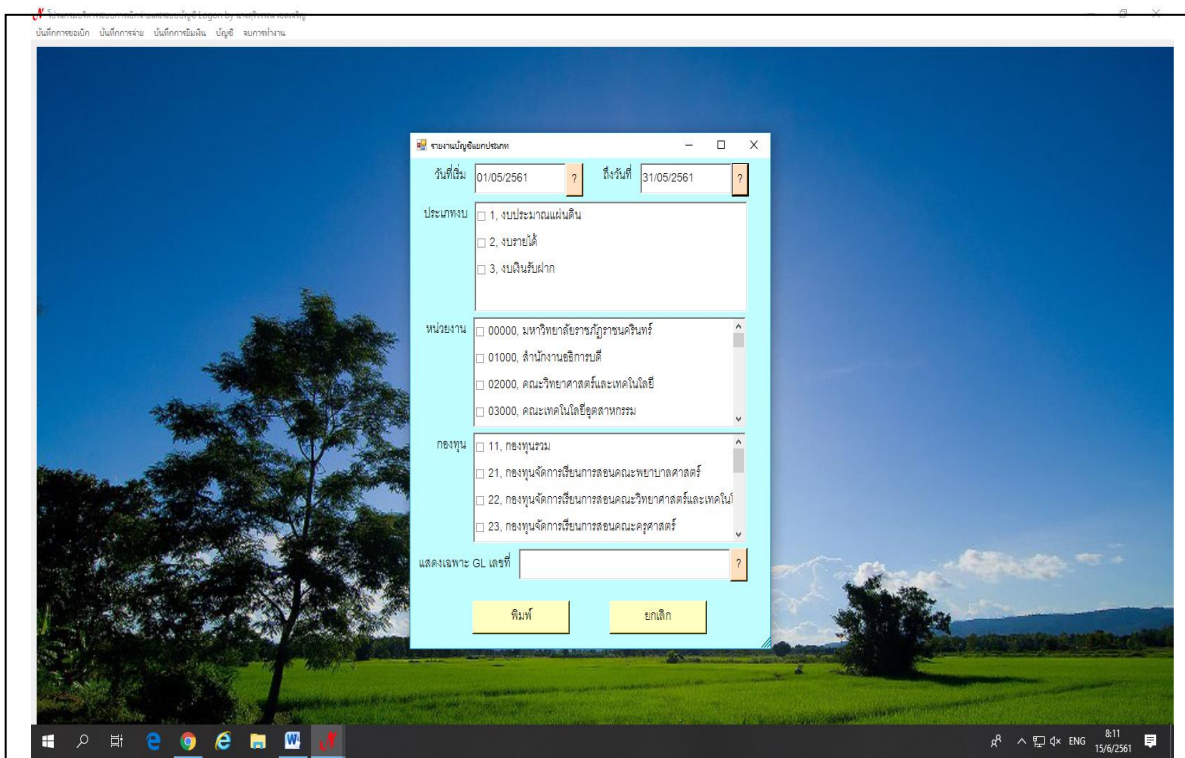 บันทึกการขอเบิก บันทึกการจ่าย บันทึกการยืมเงิน บัญชี จบการทำงาน
รายงานบัญชีแยกประเภท
วันที่เริ่ม 01/05/2561 ? ถึงวันที่ 31/05/2561 ?
ประเภทงบ
1, งบประมาณแผ่นดิน
2, งบรายได้
3, งบเงินรับฝาก
หน่วยงาน
00000, มหาวิทยาลัยราชภัฏราชนครินทร์
01000, สำนักงานอธิการบดี
02000, คณะวิทยาศาสตร์และเทคโนโลยี
03000, คณะเทคโนโลยีอุตสาหกรรม
กองทุน
11, กองทุนรวม
21, กองทุนจัดการเรียนการสอนคณะพยาบาลศาสตร์
22, กองทุนจัดการเรียนการสอนคณะวิทยาศาสตร์และเทคโนโ
23, กองทุนจัดการเรียนการสอนคณะครุศาสตร์
แสดงเฉพาะ GL เลขที่ ?
พิมพ์ ยกเลิก
ENG 8:11
15/6/2561